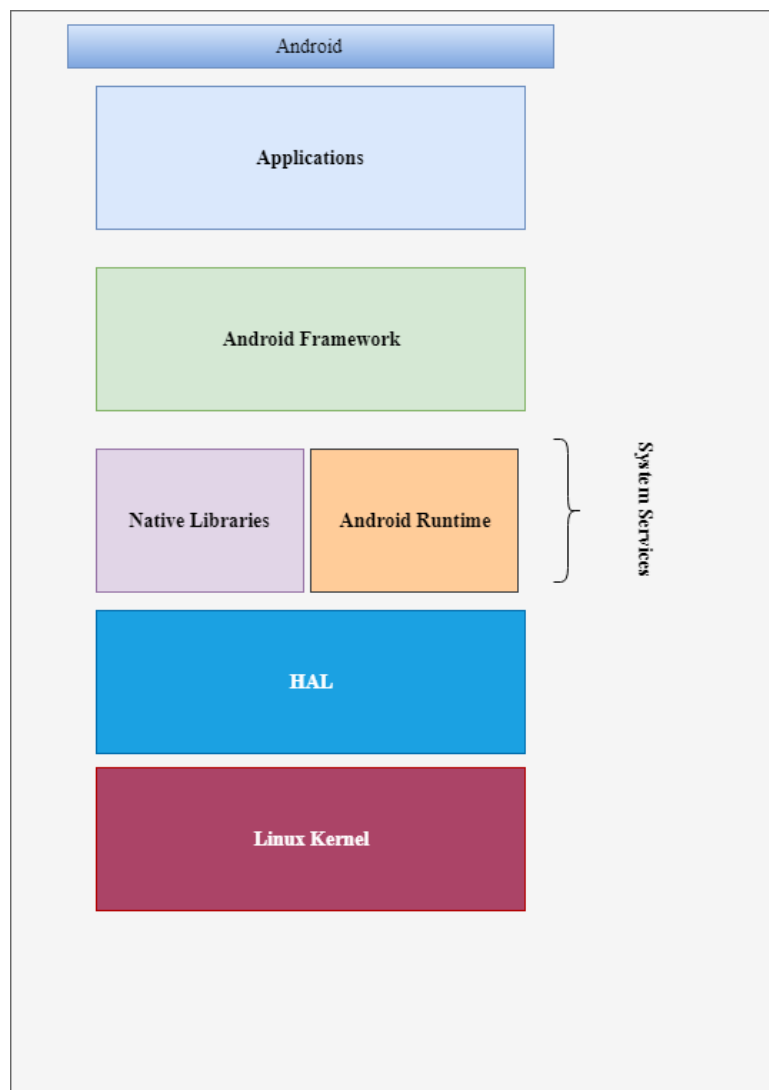 Android
Applications
Android Framework
Native Libraries
Android Runtime
System Services
HAL
Linux Kernel